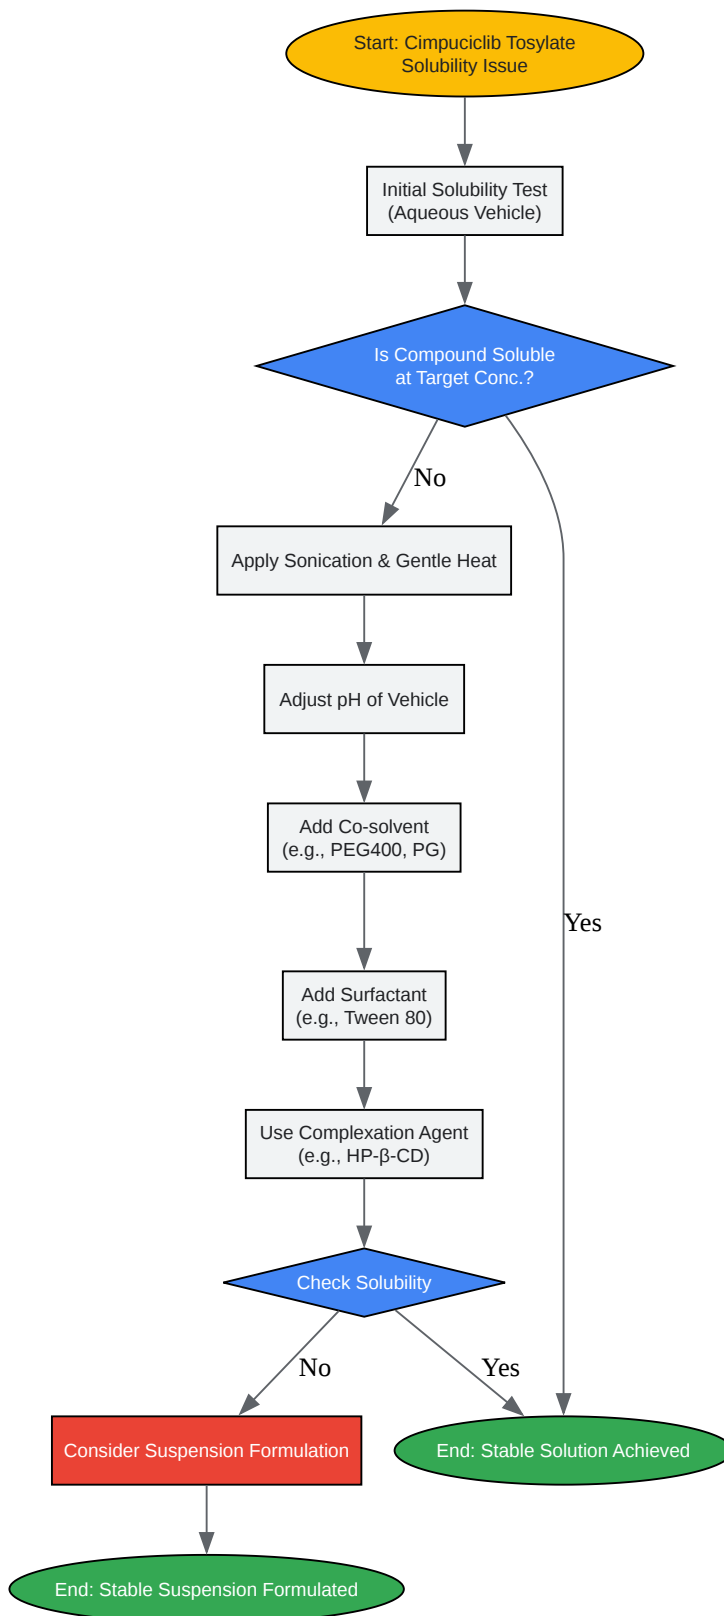 Start: Cimpuciclib Tosylate
Solubility Issue
Initial Solubility Test
(Aqueous Vehicle)
Is Compound Soluble
at Target Conc.?
No
Apply Sonication & Gentle Heat
Adjust pH of Vehicle
Add Co-solvent
(e.g., PEG400, PG)
Yes
Add Surfactant
(e.g., Tween 80)
Use Complexation Agent
(e.g., HP-β-CD)
Check Solubility
No
Yes
Consider Suspension Formulation
End: Stable Solution Achieved
End: Stable Suspension Formulated